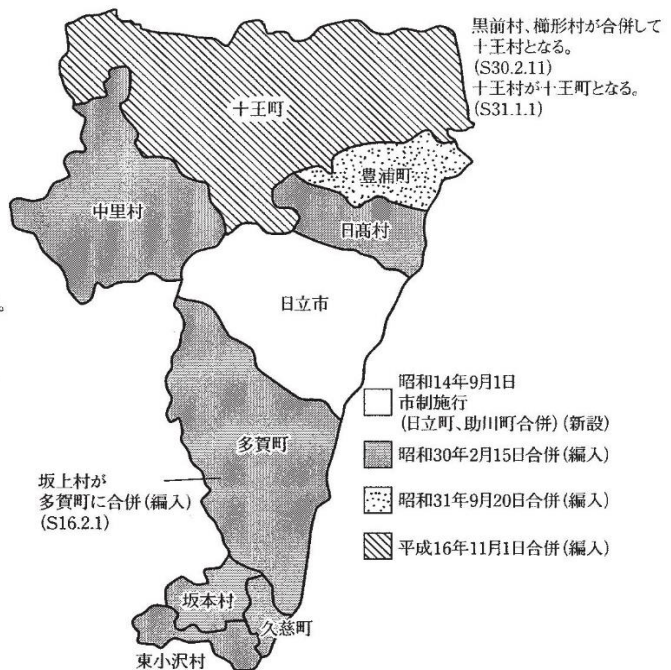 黒前村、櫛形村が合併して
十王村となる。
(S30.2.11)
十王村が十王町となる。
(S31.1.1)
十王町
豊浦町
中里村
日高村
。
日立市
昭和14年9月1日
市制施行
(日立町、助川町合併)(新設)
多賀町
昭和30年2月15日合併(編入)
坂上村が
多賀町に合併(編入)
(S16.2.1)
昭和31年9月20日合併(編入)
平成16年11月1日合併(編入)
坂本村
久慈町
東小沢村